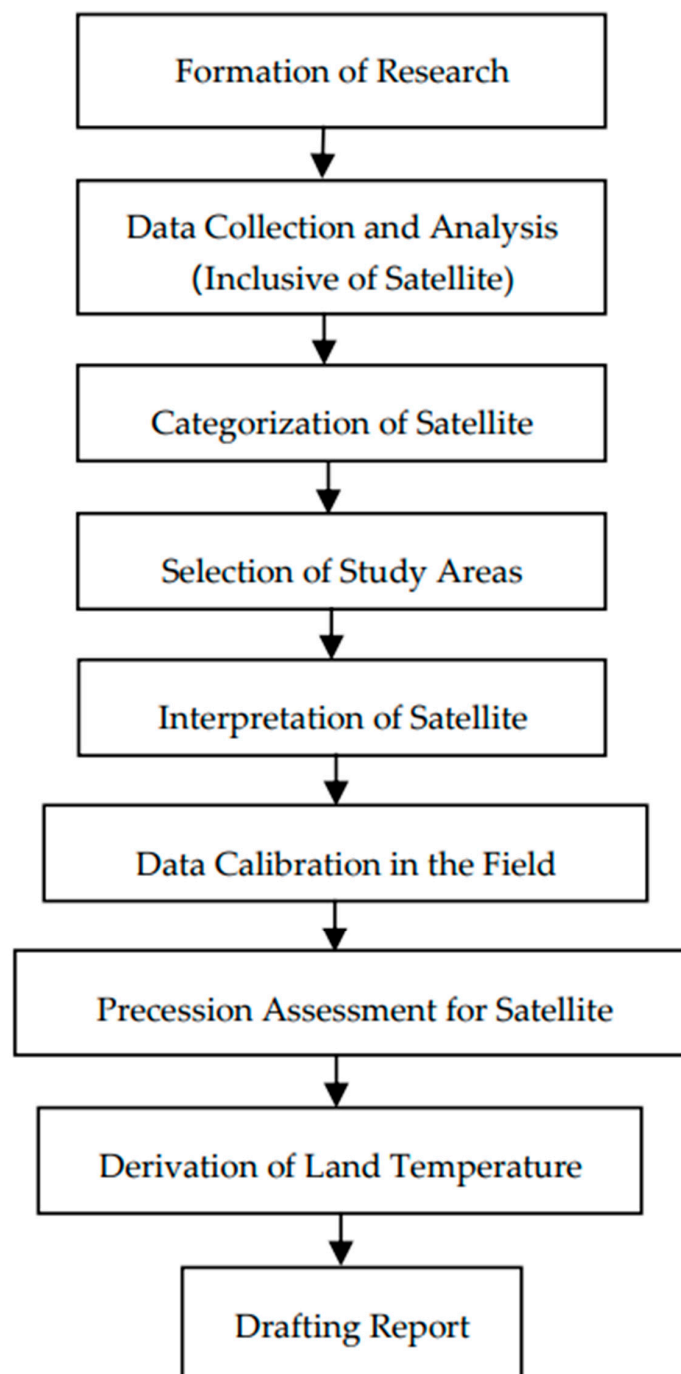 Formation of Research
Data Collection and Analysis
(Inclusive of Satellite)
Categorization of Satellite
Selection of Study Areas
Interpretation of Satellite
Data Calibration in the Field
Precession Assessment for Satellite
Derivation of Land Temperature
Drafting Report